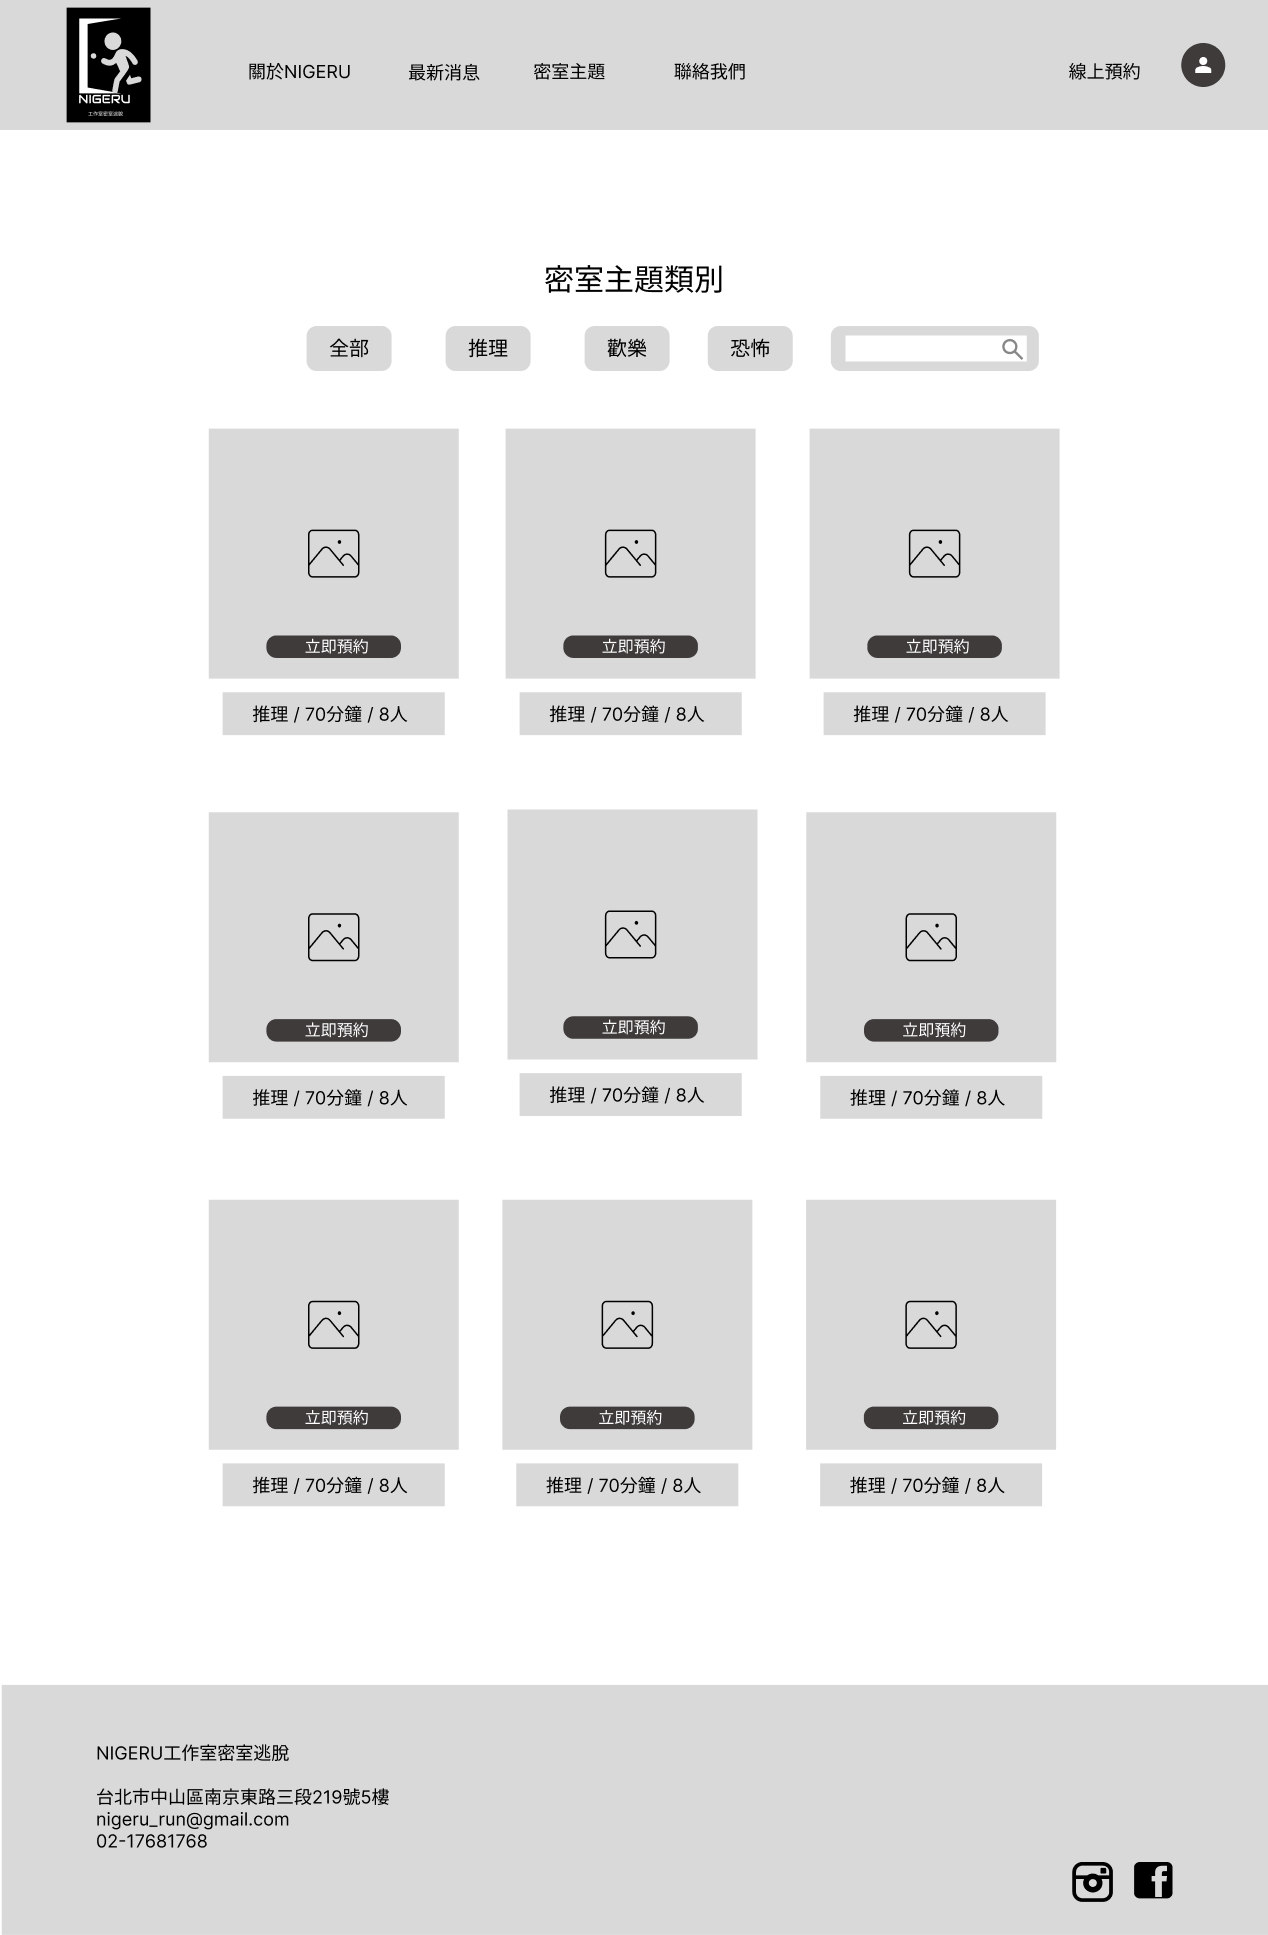 NIGERU
工作室密室逃脫
關於NIGERU
最新消息
密室主題
聯絡我們
線上預約
密室主題類別
全部
推理
歡樂
恐怖
立即預約
立即預約
立即預約
推理 / 70分鐘 / 8人
推理 / 70分鐘 / 8人
推理 / 70分鐘 / 8人
立即預約
立即預約
立即預約
推理 / 70分鐘 / 8人
推理 / 70分鐘 / 8人
推理 / 70分鐘 / 8人
立即預約
立即預約
立即預約
推理 / 70分鐘 / 8人
推理 / 70分鐘 / 8人
推理 / 70分鐘 / 8人
NIGERU工作室密室逃脫
台北市中山區南京東路三段219號5樓
nigeru_run@gmail.com
02-17681768